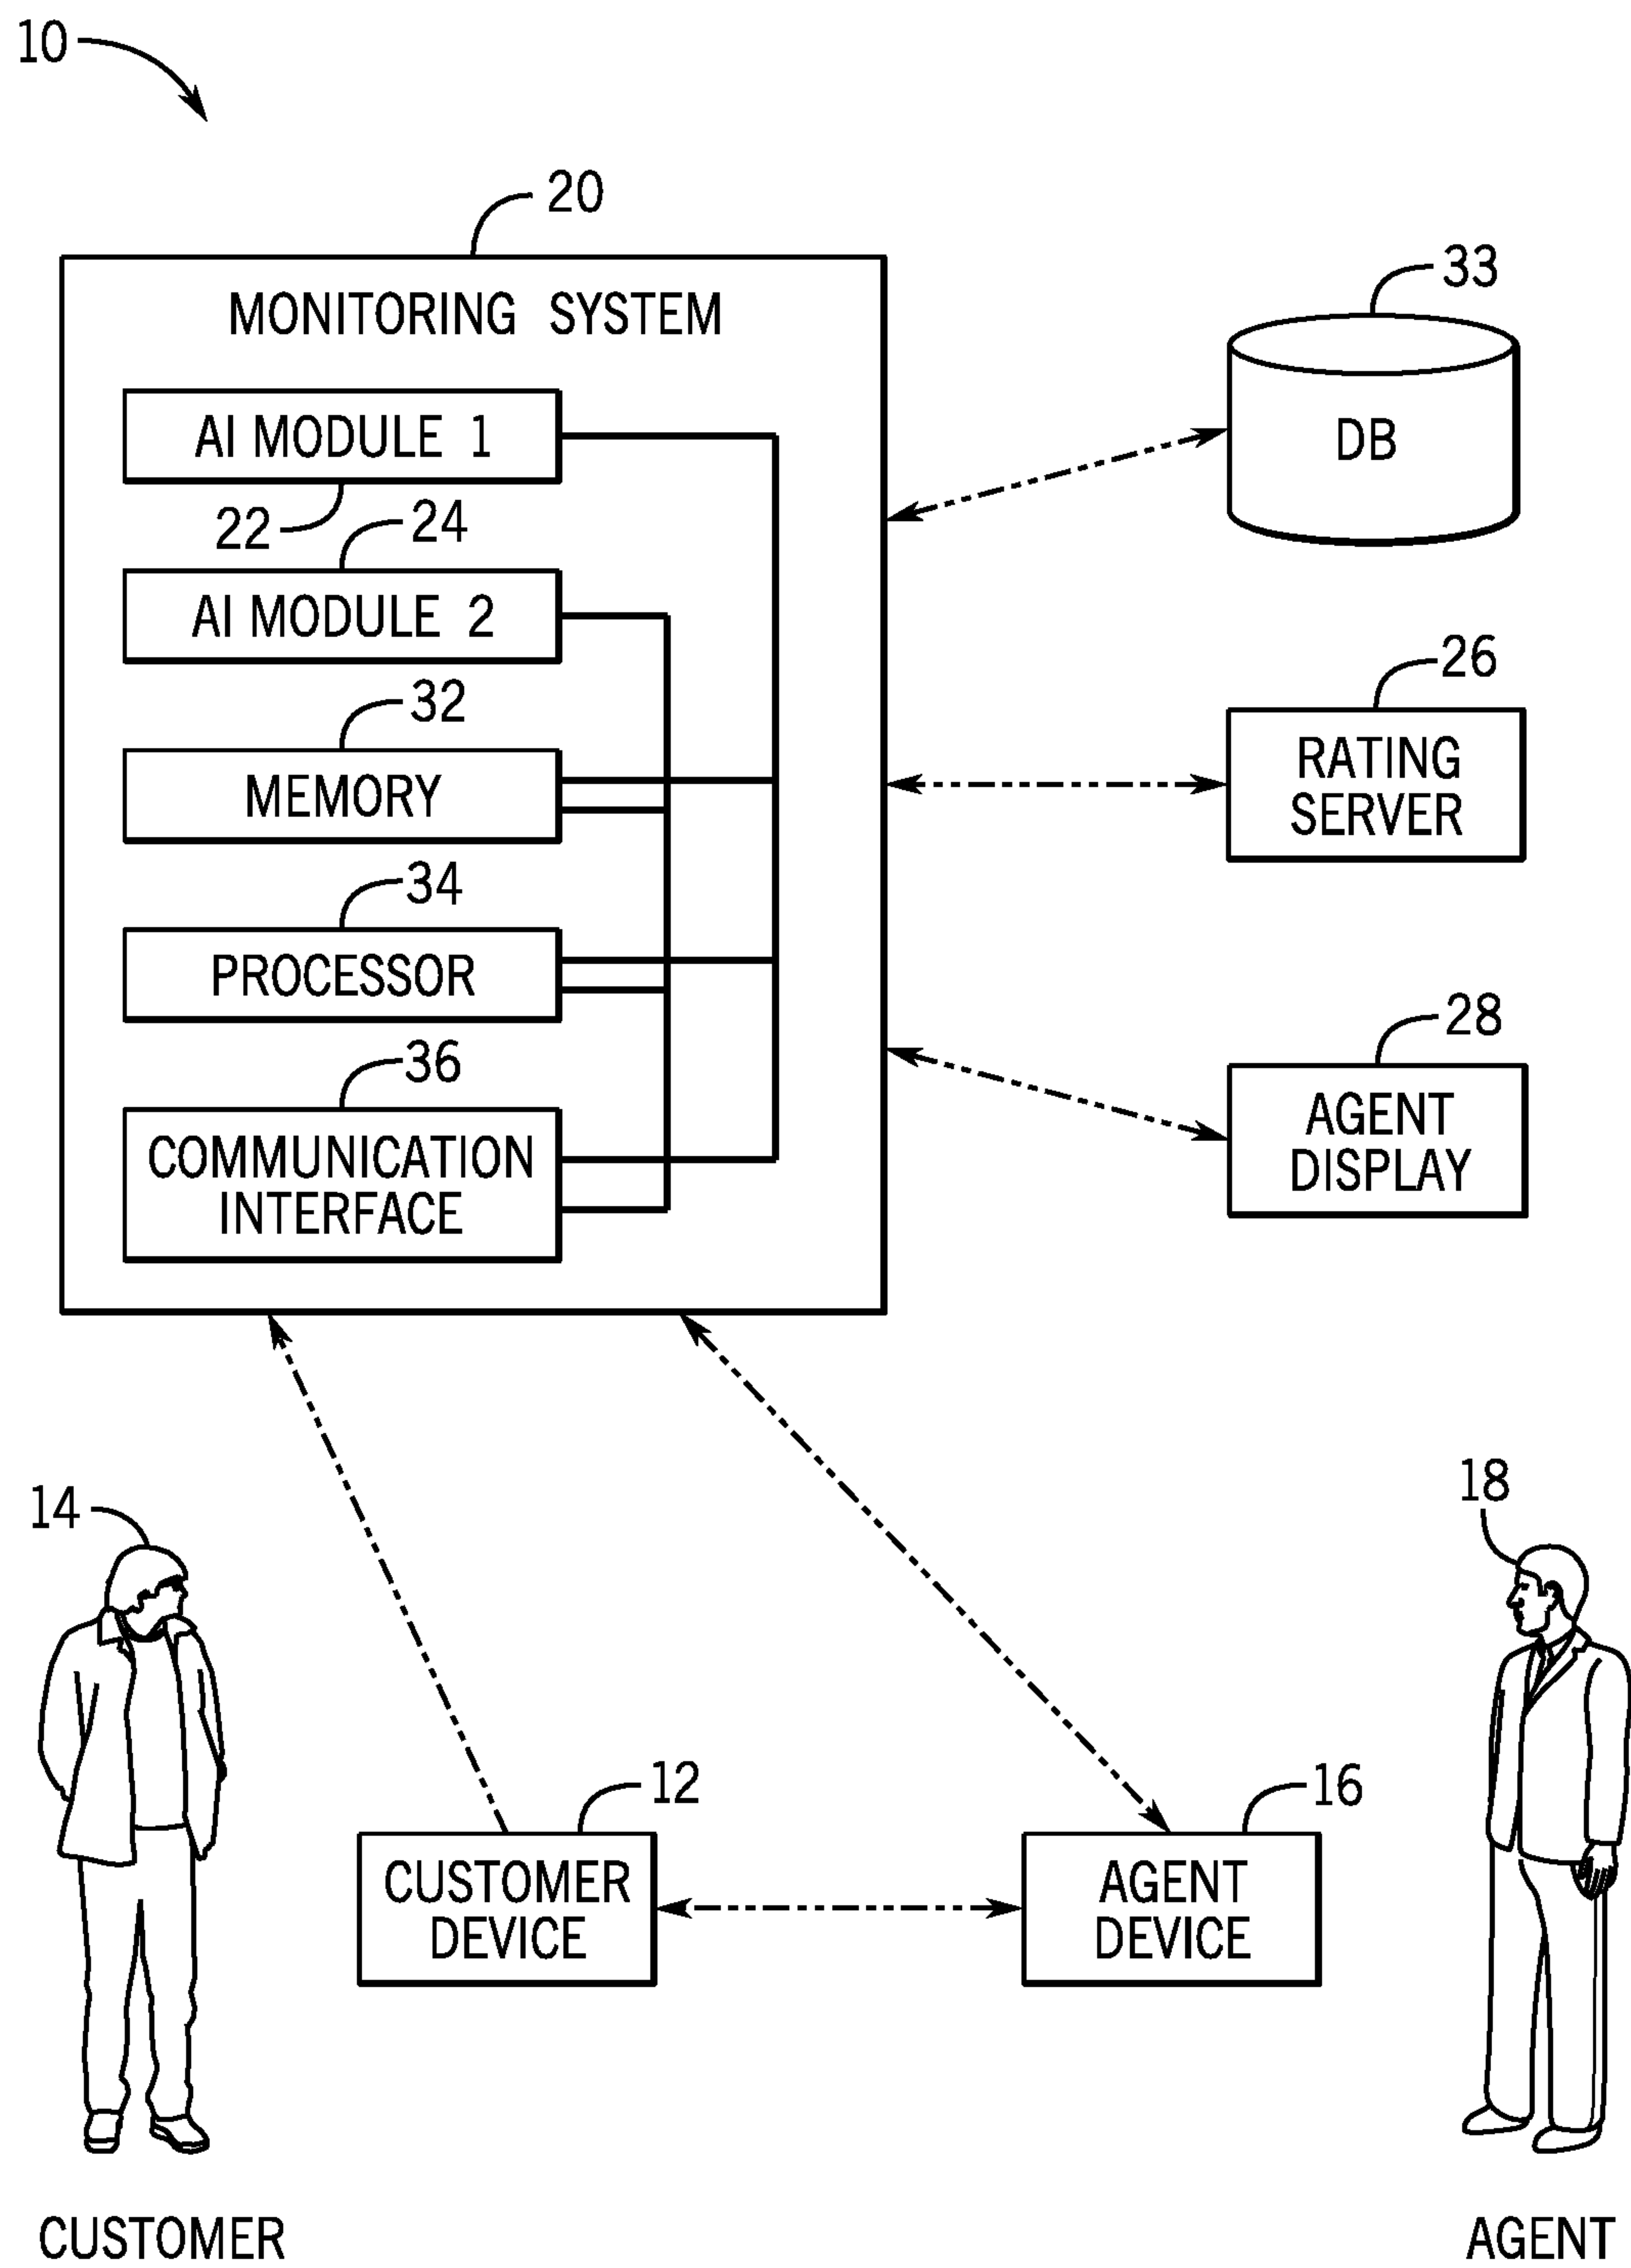 10
20
MONITORING SYSTEM
33
DB
AI MODULE 1
22
24
AI MODULE 2
26
RATING
SERVER
32
MEMORY
34
PROCESSOR
28
AGENT
DISPLAY
36
COMMUNICATION
INTERFACE
14
18
12
CUSTOMER
DEVICE
16
AGENT
DEVICE
CUSTOMER
AGENT